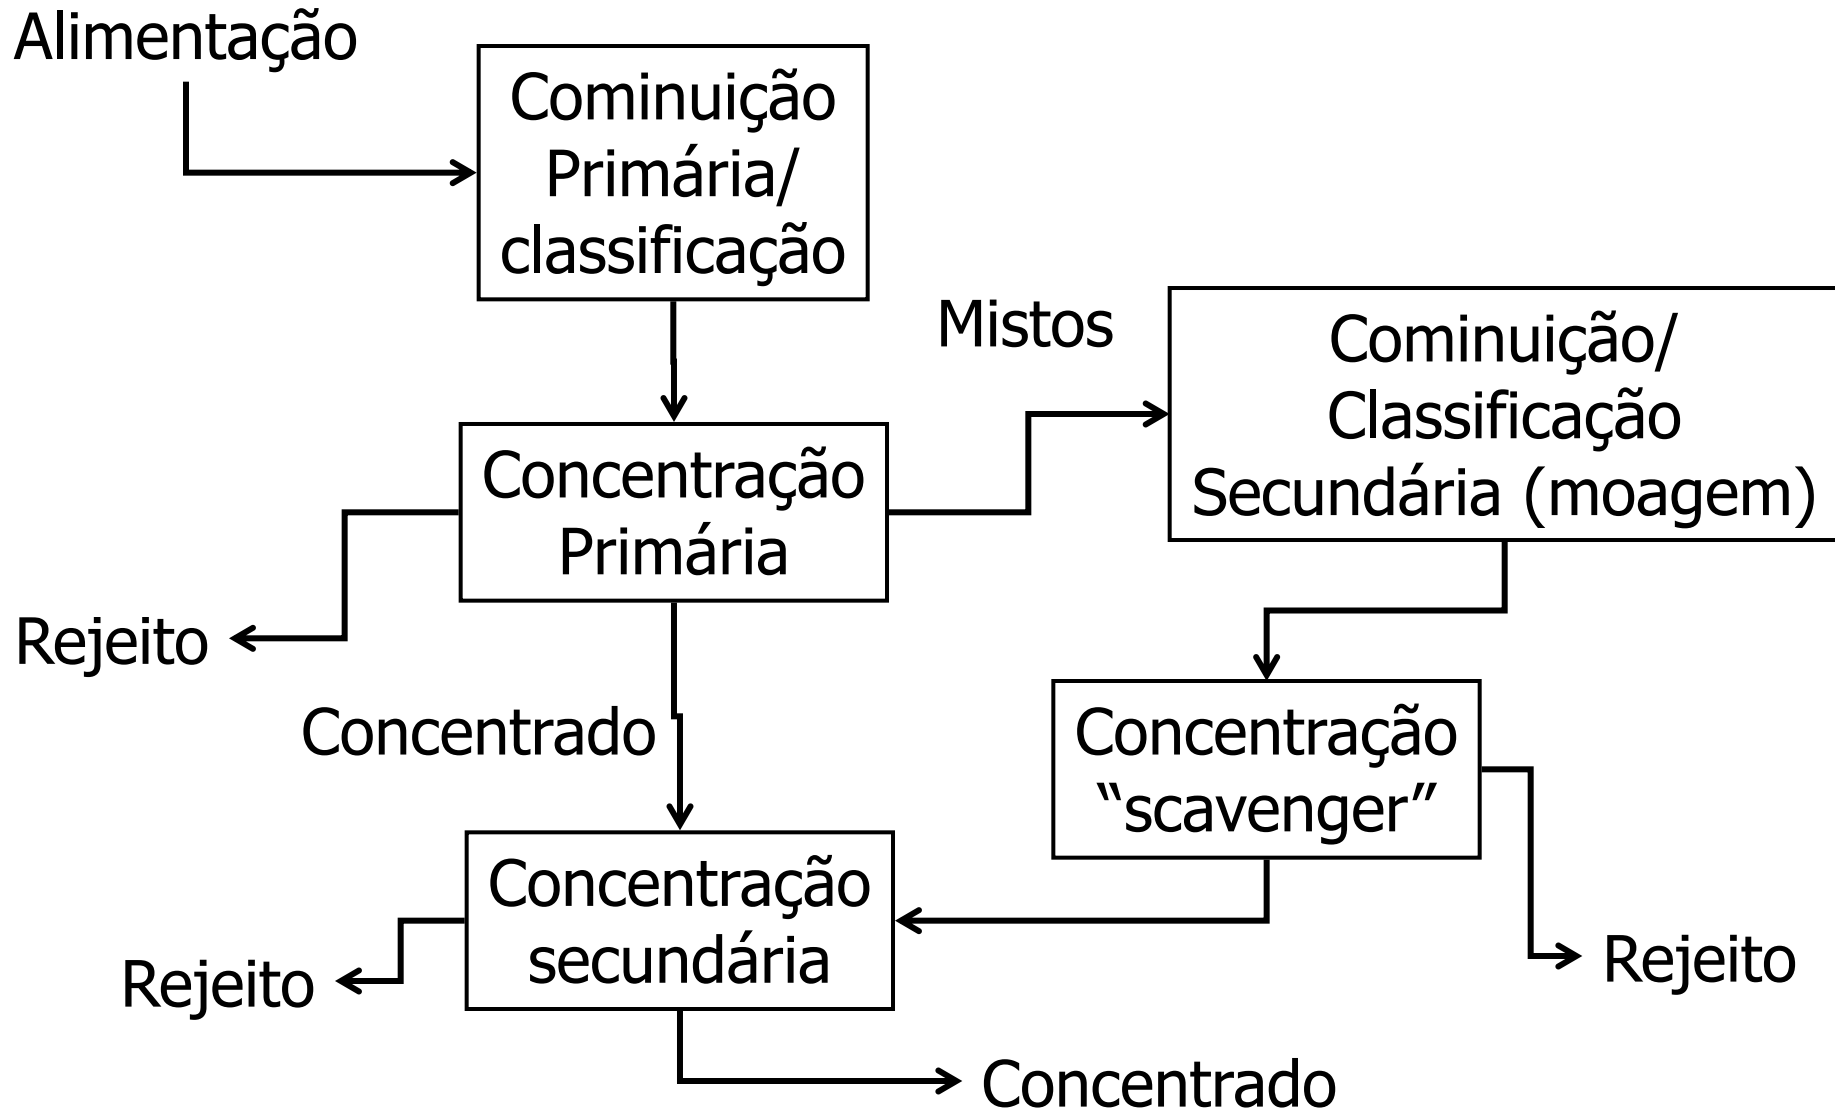 Alimentação
Cominuição
Primária/
classificação
Mistos
Cominuição/
Classificação
Secundária (moagem)
Concentração
Primária
Rejeito
Concentrado
Concentração
“scavenger”
Concentração
secundária
Rejeito
Rejeito
Concentrado